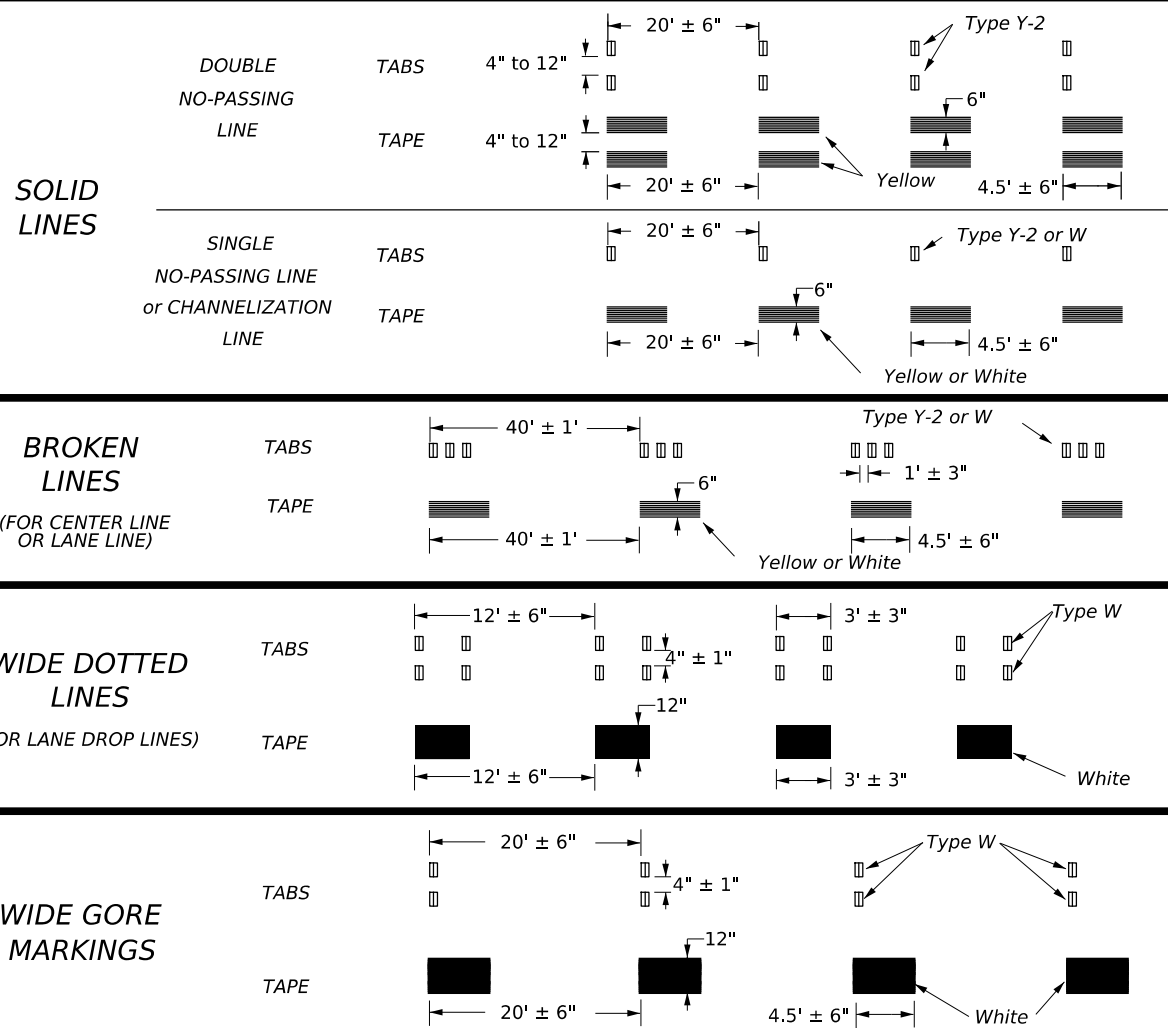 SOLID
LINES
DOUBLE
NO-PASSING
LINE
TABS
20' ± 6"
Type Y-2
4" to 12"
TAPE
4" to 12"
6"
Yellow
20' ± 6"
4.5' ± 6"
SINGLE
NO-PASSING LINE
or CHANNELIZATION
LINE
TABS
20' ± 6"
Type Y-2 or W
TAPE
6"
20' ± 6"
4.5' ± 6"
Yellow or White
BROKEN
LINES
(FOR CENTER LINE
OR LANE LINE)
TABS
40' ± 1'
Type Y-2 or W
1' ± 3"
TAPE
6"
40' ± 1'
4.5' ± 6"
Yellow or White
WIDE DOTTED
LINES
OR LANE DROP LINES)
TABS
12' ± 6"
3' ± 3"
Type W
4" ± 1"
TAPE
12"
12' ± 6"
3' ± 3"
White
WIDE GORE
MARKINGS
TABS
20' ± 6"
Type W
4" ± 1"
TAPE
12"
20' ± 6"
4.5' ± 6"
White